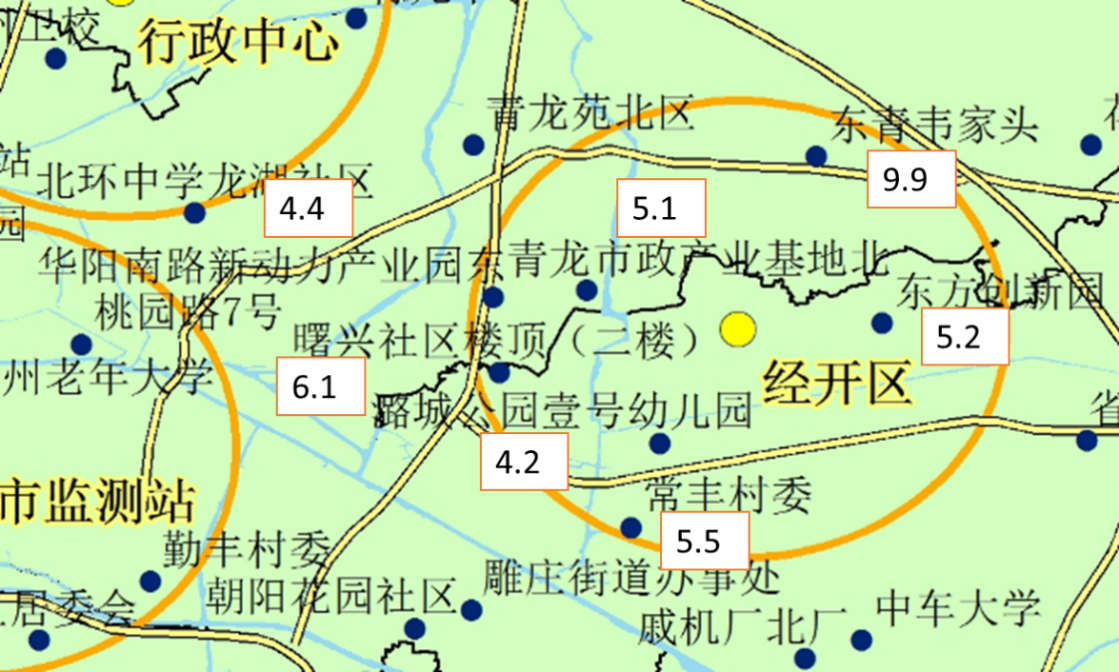 行政中心
青龙苑北区
东青韦家头
站
北环中学龙湖社区
9.9
4.4
5.1
园
华阳南路新动力产业园东青龙市政产业基地北
东方创新园
桃园路7号
曙兴社区楼顶（二楼）
5.2
州老年大学
6.1
经开区
潞城公园壹号幼儿园
省
4.2
市监测站
常丰村委
5.5
勤丰村委
雕庄街道办事处
居委会
朝阳花园社区
戚机厂北厂
中车大学